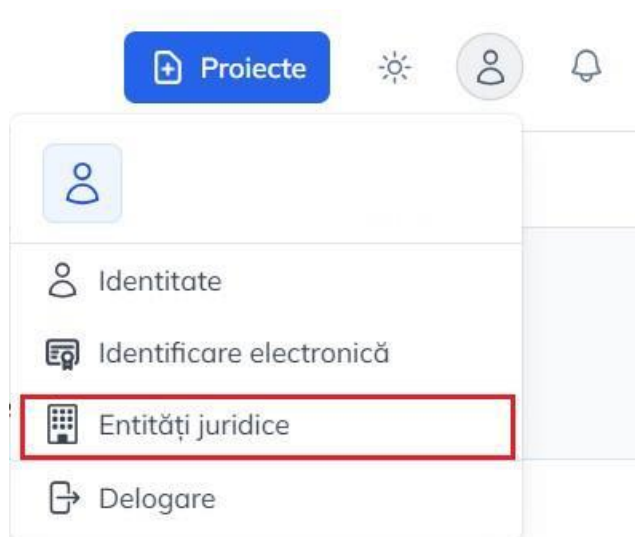 Proiecte
Identitate
Identificare electronică
Entități juridice
Delogare